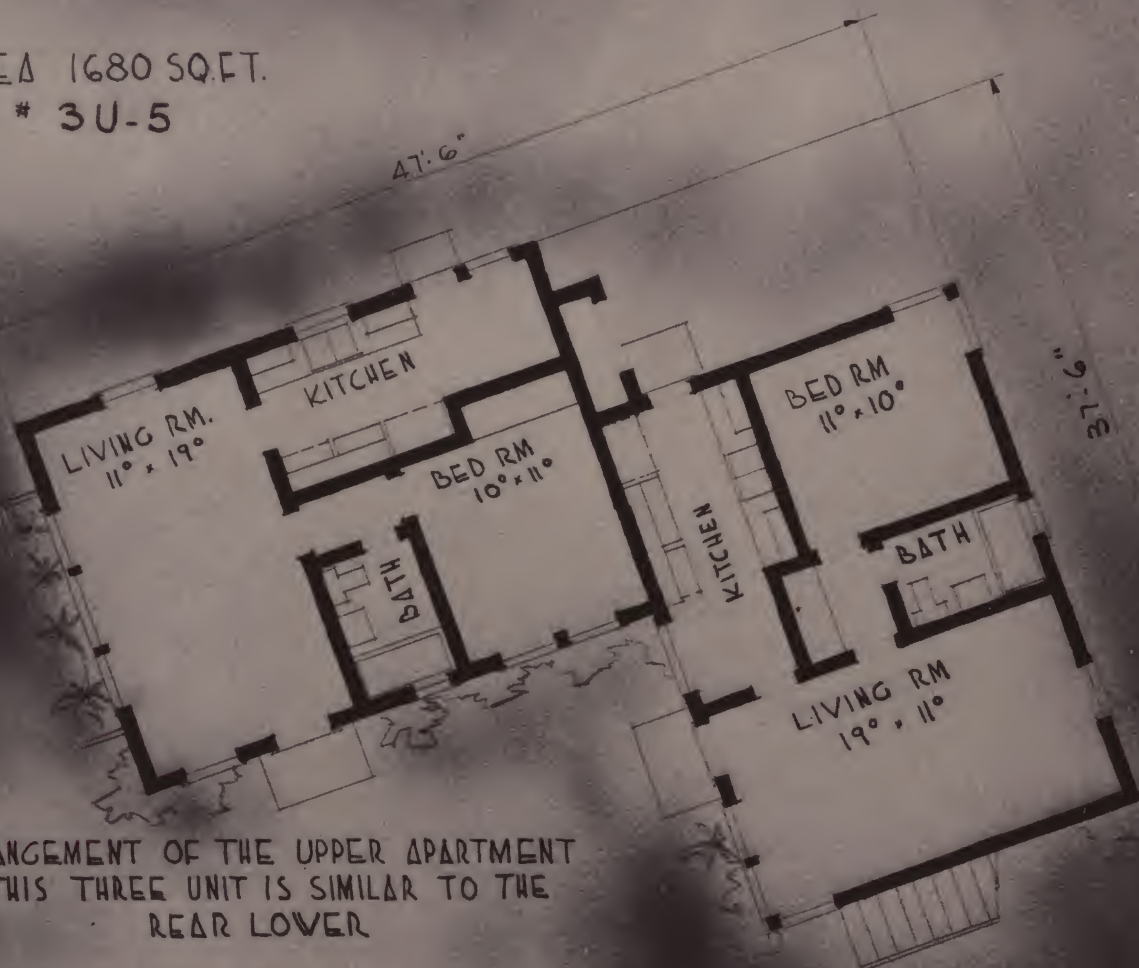 EA 1680 SQ.FT.
# 3U-5
47'-6"
37'-6"
KITCHEN
LIVING RM.
11° x 19°
BED RM
10° x 11°
BATH
KITCHEN
BED RM
11° x 10°
BATH
LIVING RM
19° x 11°
ANGEMENT OF THE UPPER APARTMENT
THIS THREE UNIT IS SIMILAR TO THE
REAR LOWER